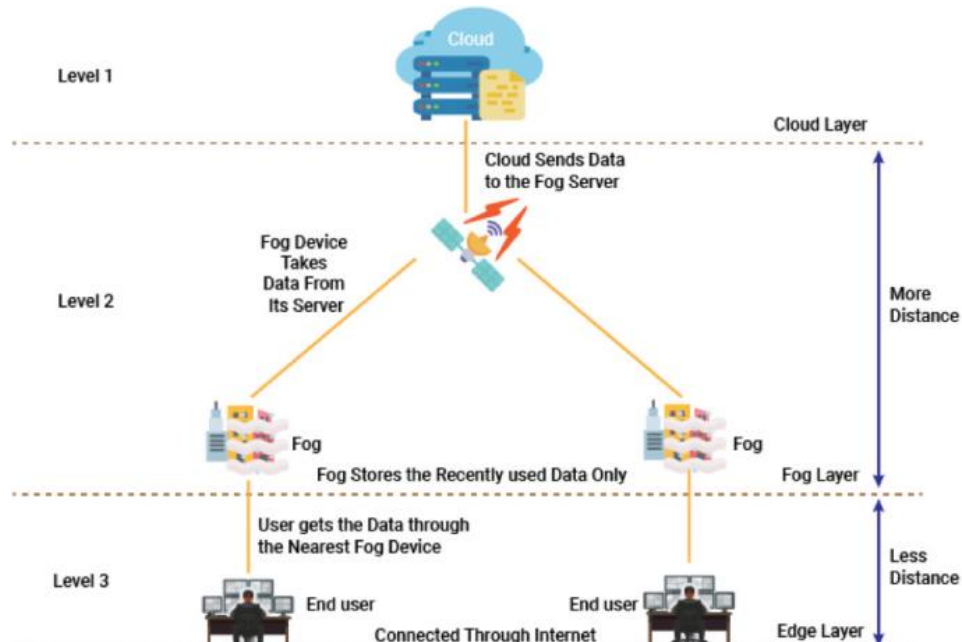 Cloud
Level 1
Cloud Layer
Cloud Sends Data
to the Fog Server
Fog Device
Takes
Data From
Its Server
Level 2
More
Distance
Fog
Fog
Fog Stores the Recently used Data Only
Fog Layer
User gets the Data through
the Nearest Fog Device
Level 3
Less
Distance
End user
End user
Connected Through Internet
Edge Layer